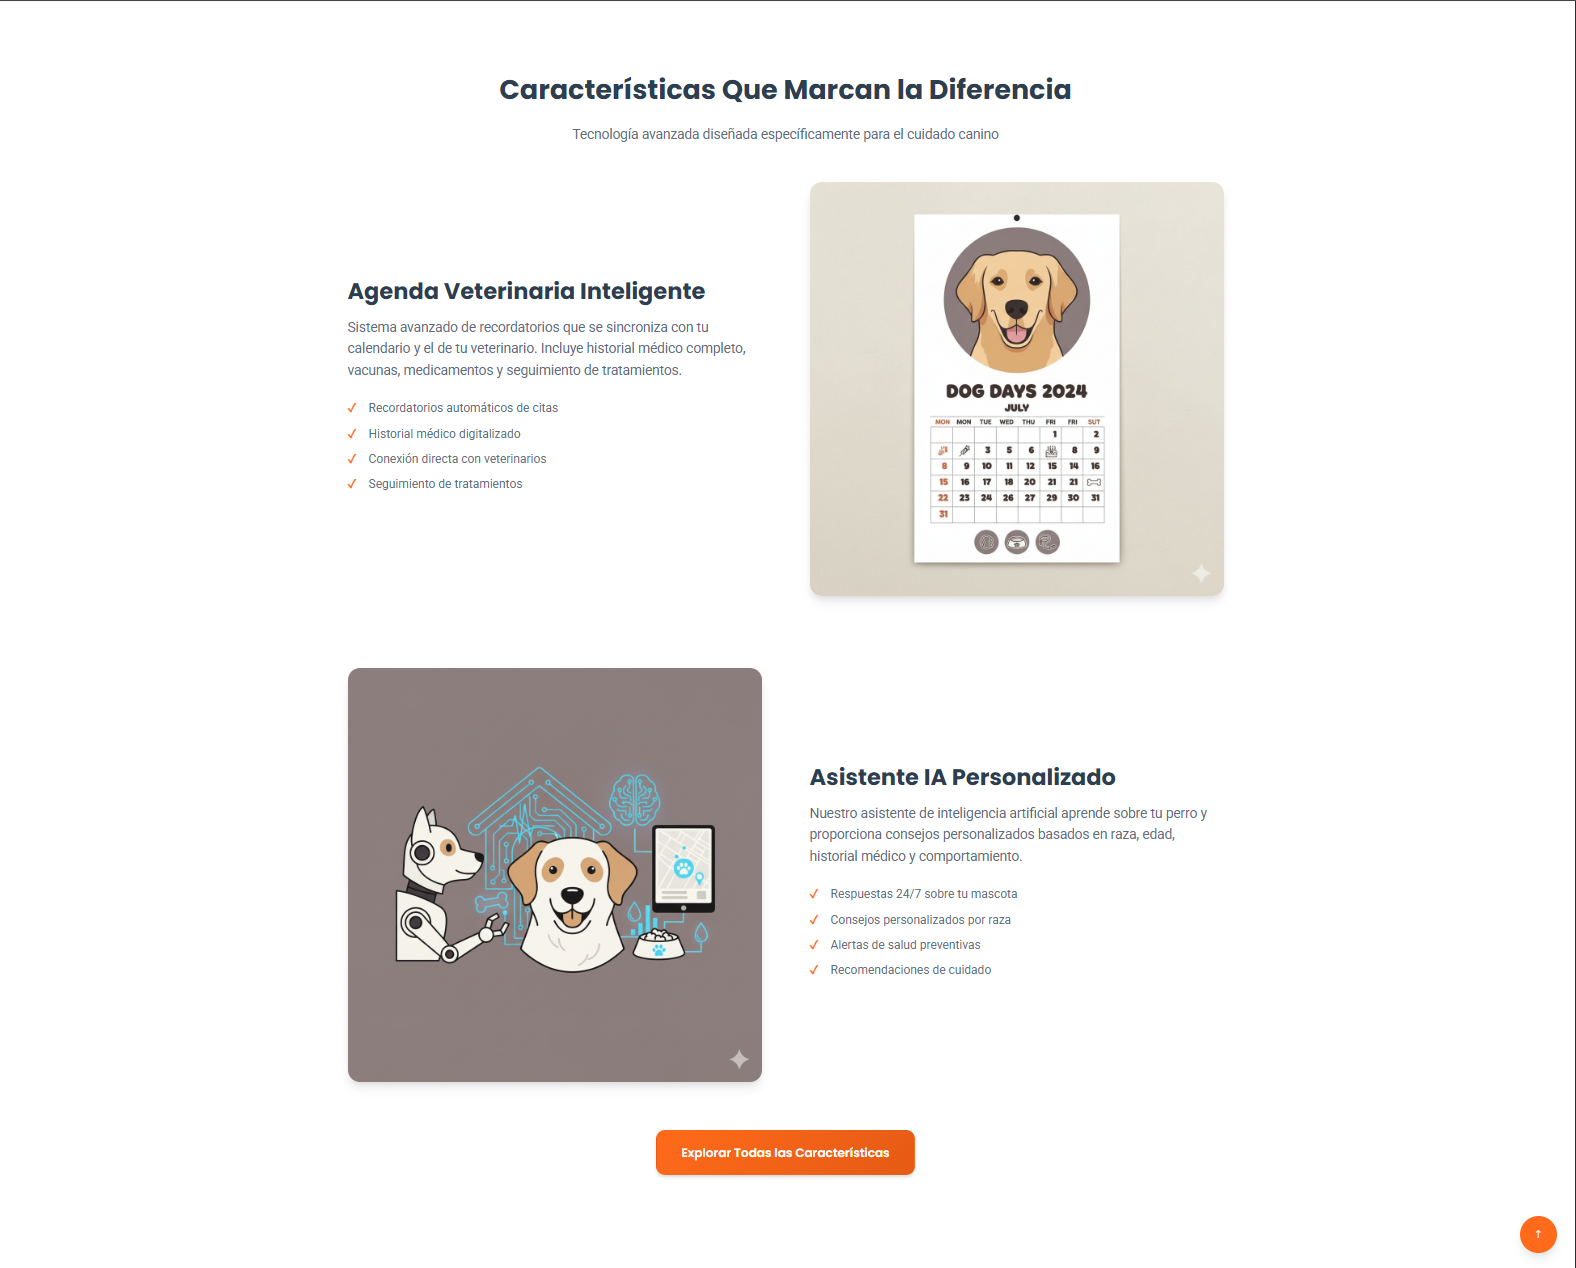 Características Que Marcan la Diferencia
Tecnología avanzada diseñada específicamente para el cuidado canino
Agenda Veterinaria Inteligente
Sistema avanzado de recordatorios que se sincroniza con tu
calendario y el de tu veterinario. Incluye historial médico completo,
vacunas, medicamentos y seguimiento de tratamientos.
✓ Recordatorios automáticos de citas
✓ Historial médico digitalizado
✓ Conexión directa con veterinarios
✓ Seguimiento de tratamientos
DOG DAYS 2024
JULY
MON MON TUE WED THU FRI FRI SUT
1 2
3 5 6 8 9
8 9 10 11 12 15 14 16
15 16 17 18 20 21 21
22 23 24 26 27 29 30 31
31
Asistente IA Personalizado
Nuestro asistente de inteligencia artificial aprende sobre tu perro y
proporciona consejos personalizados basados en raza, edad,
historial médico y comportamiento.
✓ Respuestas 24/7 sobre tu mascota
✓ Consejos personalizados por raza
✓ Alertas de salud preventivas
✓ Recomendaciones de cuidado
Explorar Todas las Características
↑